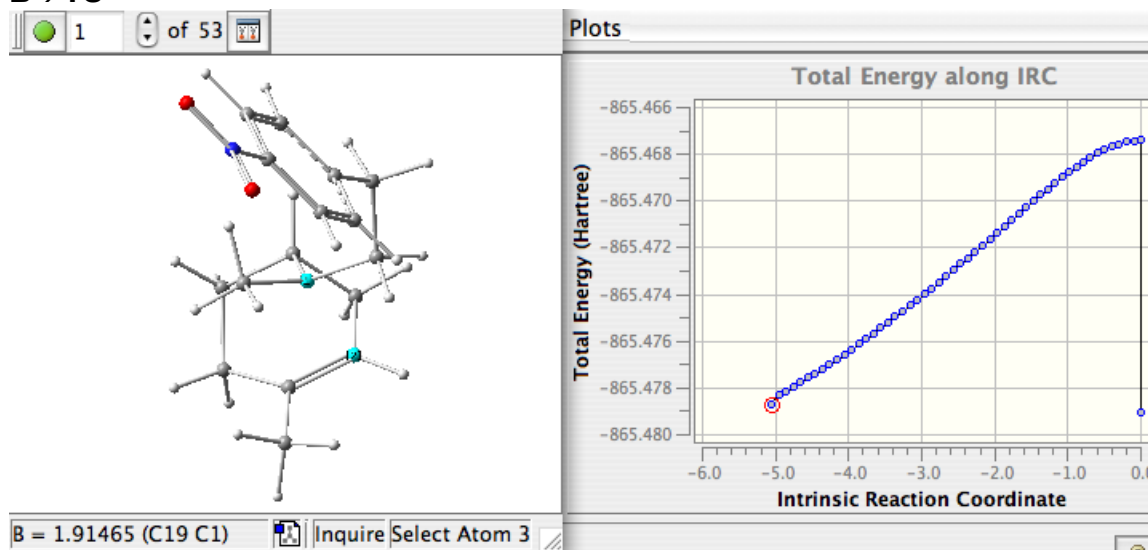 1 of 53
Plots
Total Energy along IRC
Total Energy (Hartree)
-865.466
-865.468
-865.470
-865.472
-865.474
-865.476
-865.478
-865.480
-6.0 -5.0 -4.0 -3.0 -2.0 -1.0 0.0
Intrinsic Reaction Coordinate
B = 1.91465 (C19 C1) Inquire Select Atom 3